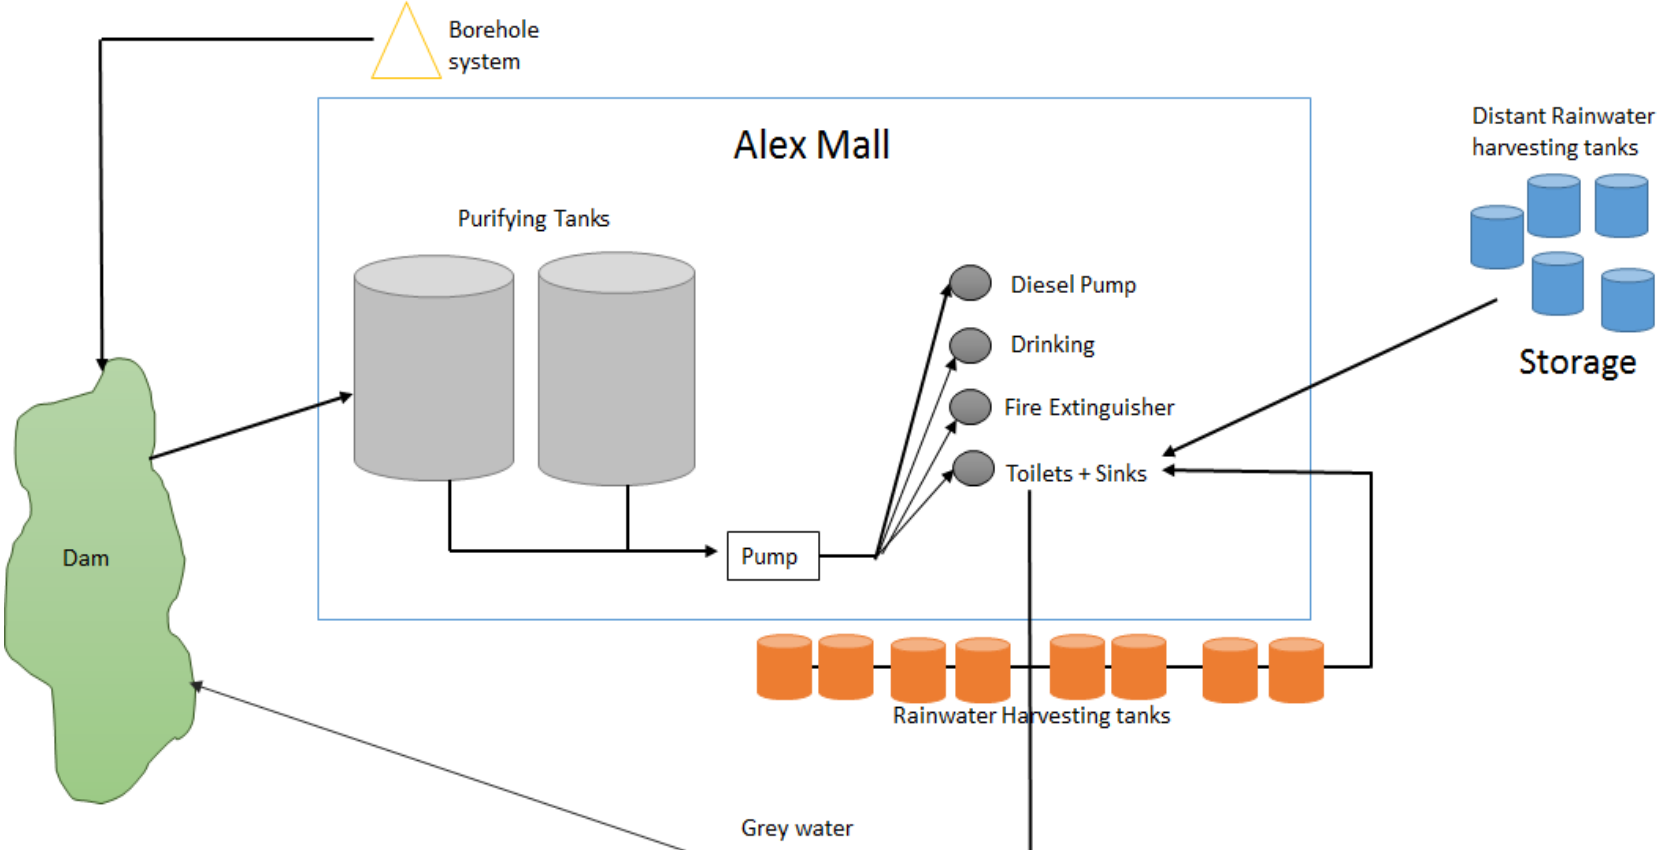 Borehole
system
Alex Mall
Distant Rainwater
harvesting tanks
Purifying Tanks
Diesel Pump
Drinking
Storage
Fire Extinguisher
Toilets + Sinks
Dam
Pump
Rainwater Harvesting tanks
Grey water